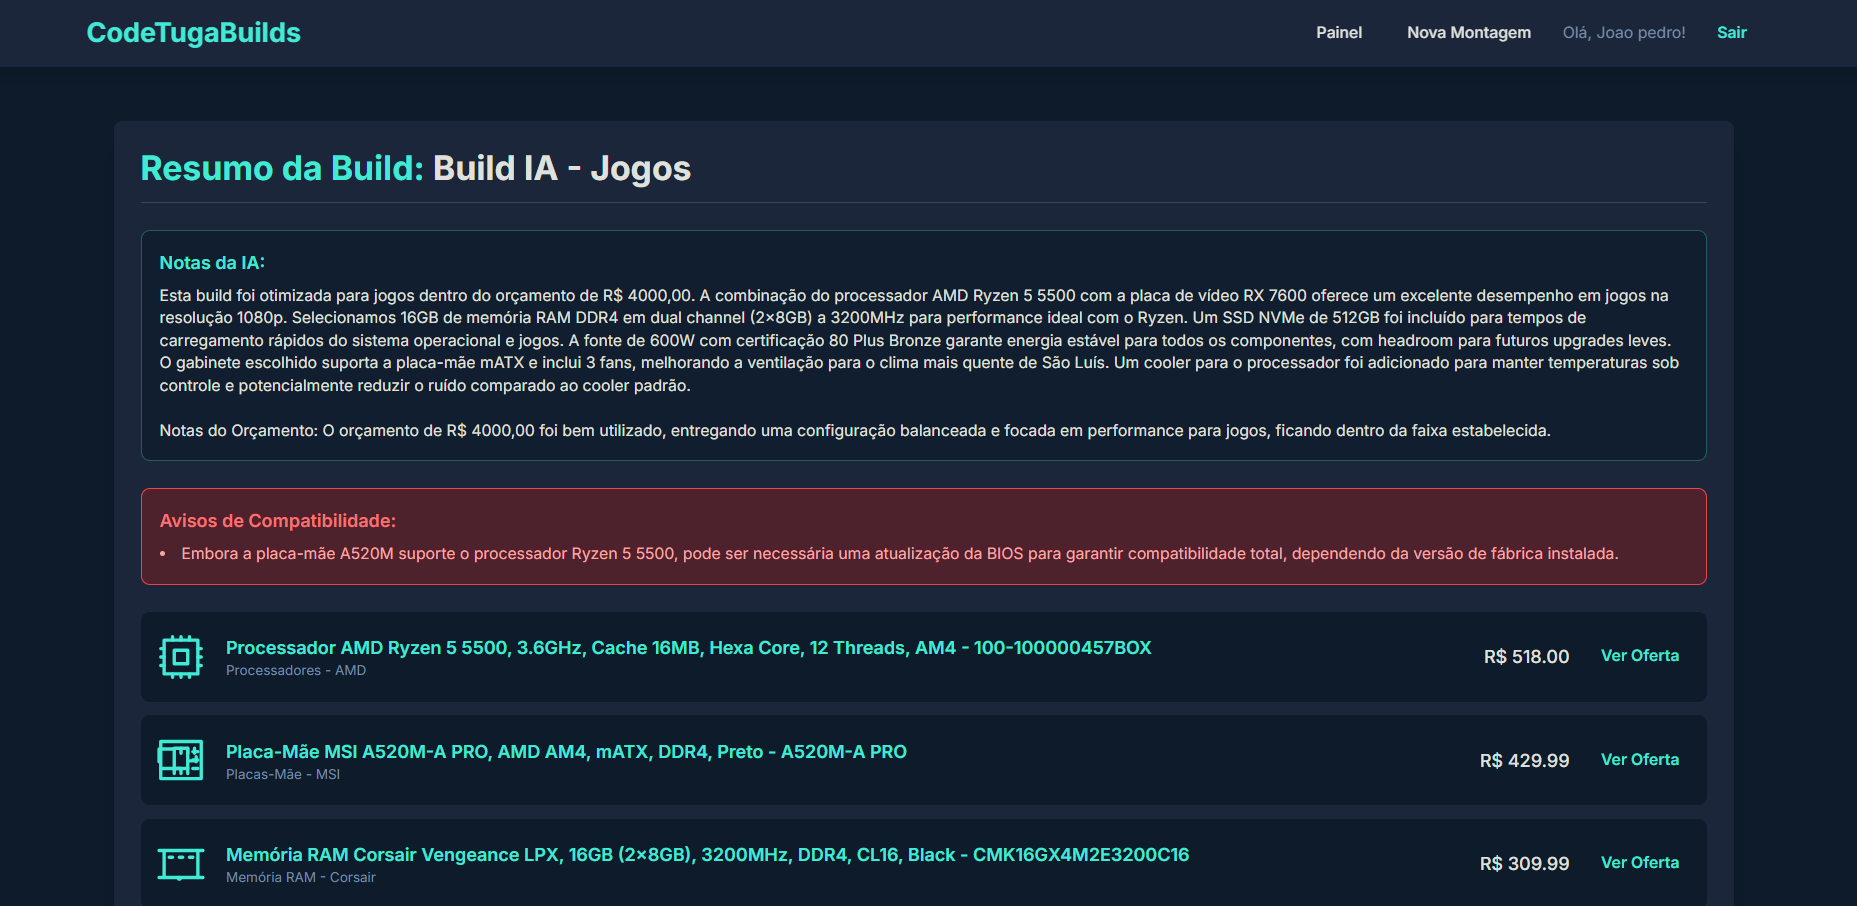 CodeTugaBuilds
Painel
Nova Montagem
Olá, Joao pedro!
Sair
Resumo da Build: Build IA - Jogos
Notas da IA:
Esta build foi otimizada para jogos dentro do orçamento de R$ 4000,00. A combinação do processador AMD Ryzen 5 5500 com a placa de vídeo RX 7600 oferece um excelente desempenho em jogos na
resolução 1080p. Selecionamos 16GB de memória RAM DDR4 em dual channel (2x8GB) a 3200MHz para performance ideal com o Ryzen. Um SSD NVMe de 512GB foi incluído para tempos de
carregamento rápidos do sistema operacional e jogos. A fonte de 600W com certificação 80 Plus Bronze garante energia estável para todos os componentes, com headroom para futuros upgrades leves.
O gabinete escolhido suporta a placa-mãe mATX e inclui 3 fans, melhorando a ventilação para o clima mais quente de São Luís. Um cooler para o processador foi adicionado para manter temperaturas sob
controle e potencialmente reduzir o ruído comparado ao cooler padrão.
Notas do Orçamento: O orçamento de R$ 4000,00 foi bem utilizado, entregando uma configuração balanceada e focada em performance para jogos, ficando dentro da faixa estabelecida.
Avisos de Compatibilidade:
• Embora a placa-mãe A520M suporte o processador Ryzen 5 5500, pode ser necessária uma atualização da BIOS para garantir compatibilidade total, dependendo da versão de fábrica instalada.
Processador AMD Ryzen 5 5500, 3.6GHz, Cache 16MB, Hexa Core, 12 Threads, AM4 - 100-100000457BOX
Processadores - AMD
R$ 518.00
Ver Oferta
Placa-Mãe MSI A520M-A PRO, AMD AM4, mATX, DDR4, Preto - A520M-A PRO
Placas-Mãe - MSI
R$ 429.99
Ver Oferta
Memória RAM Corsair Vengeance LPX, 16GB (2x8GB), 3200MHz, DDR4, CL16, Black - CMK16GX4M2E3200C16
Memória RAM - Corsair
R$ 309.99
Ver Oferta